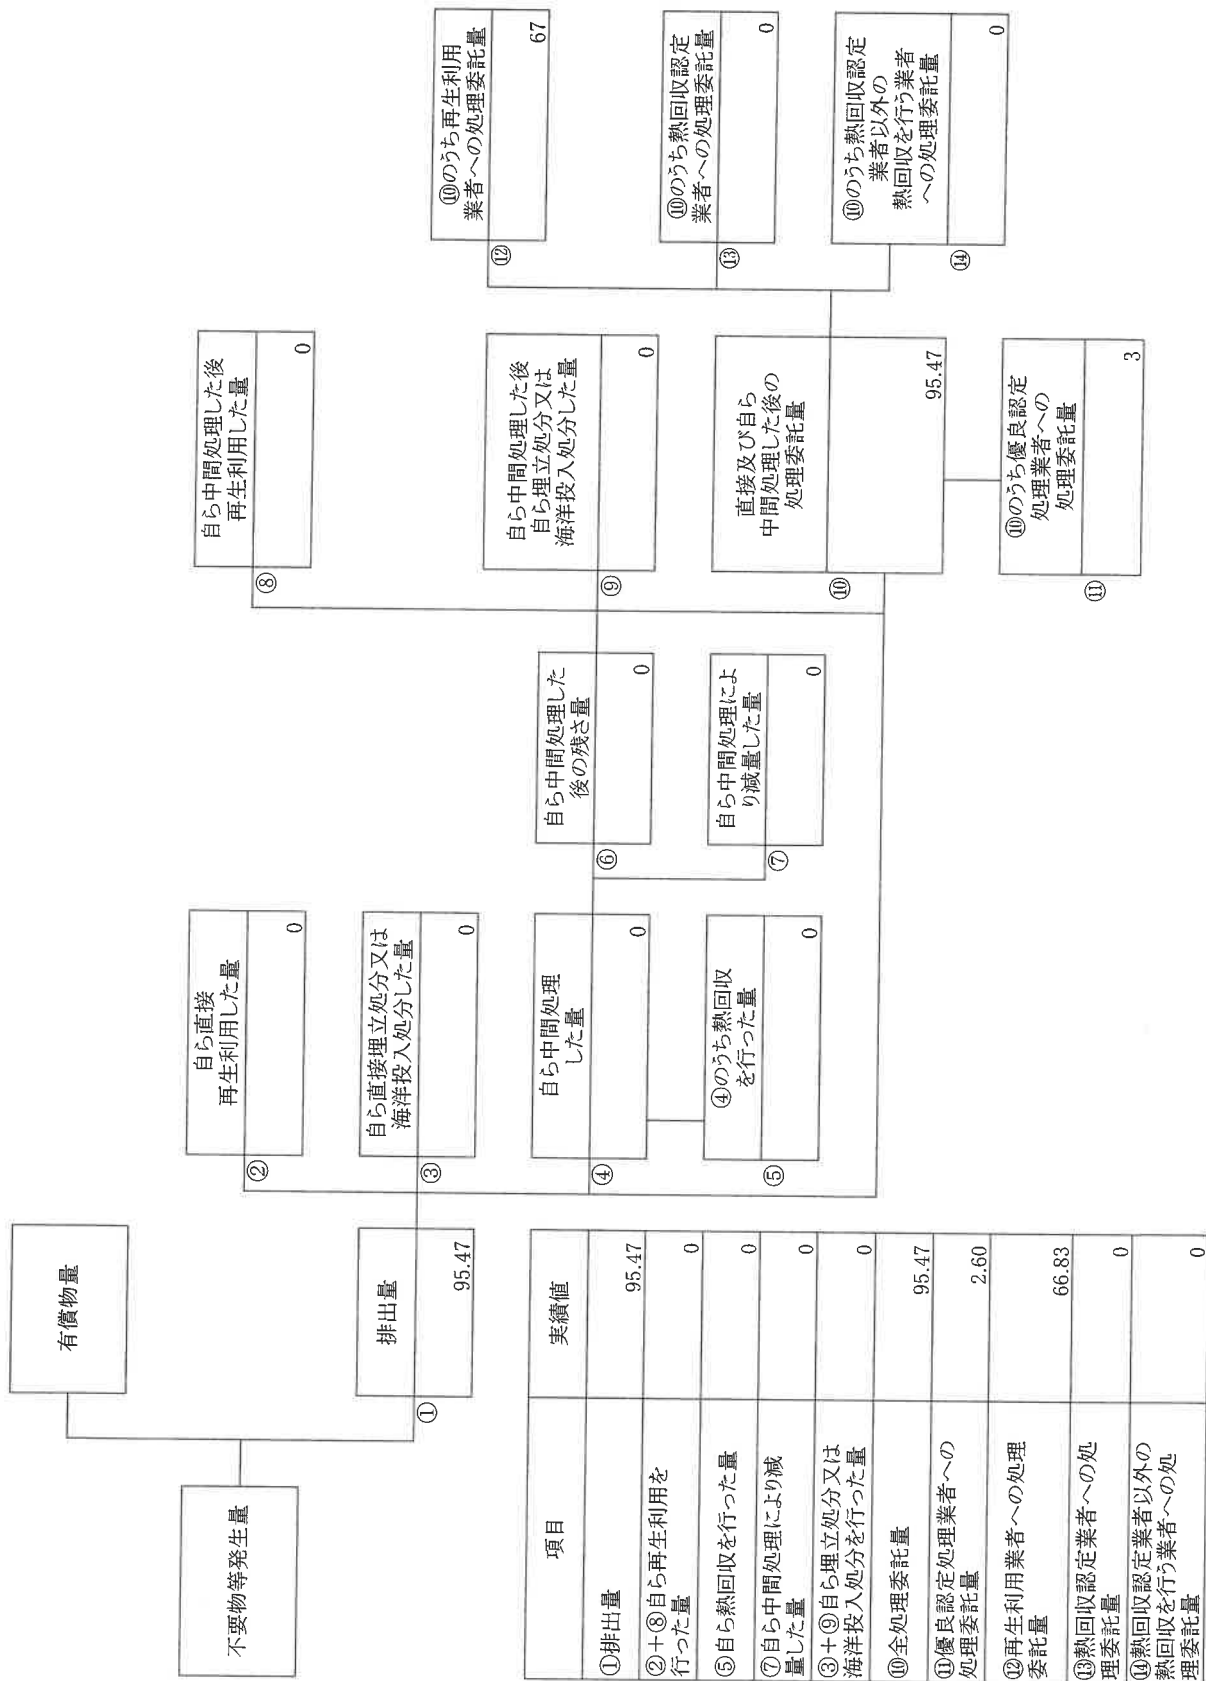 不要物等発生量
有償物量
排出量
①
95.47
自ら直接
再生利用した量
②
0
自ら直接埋立処分又は
海洋投入処分した量
③
0
自ら中間処理
した量
④
0
④のうち熱回収
を行った量
⑤
0
自ら中間処理した
後の残さ量
⑥
0
自ら中間処理によ
り減量した量
⑦
0
自ら中間処理した後
再生利用した量
⑧
0
自ら中間処理した後
自ら埋立処分又は
海洋投入処分した量
⑨
0
直接及び自ら
中間処理した後の
処理委託量
⑩
95.47
⑩のうち優良認定
処理業者への
処理委託量
⑪
3
⑩のうち再生利用
業者への処理委託量
⑫
67
⑩のうち熱回収認定
業者への処理委託量
⑬
0
⑩のうち熱回収認定
業者以外の
熱回収を行う業者
への処理委託量
⑭
0
項目 実績値
①排出量 95.47
②+⑧自ら再生利用を
行った量 0
⑤自ら熱回収を行った量 0
⑦自ら中間処理により減
量した量 0
③+⑨自ら埋立処分又は
海洋投入処分を行った量 0
⑩全処理委託量 95.47
⑪優良認定処理業者への
処理委託量 2.60
⑫再生利用業者への処理
委託量 66.83
⑬熱回収認定業者への処
理委託量 0
⑭熱回収認定業者以外の
熱回収を行う業者への処
理委託量 0